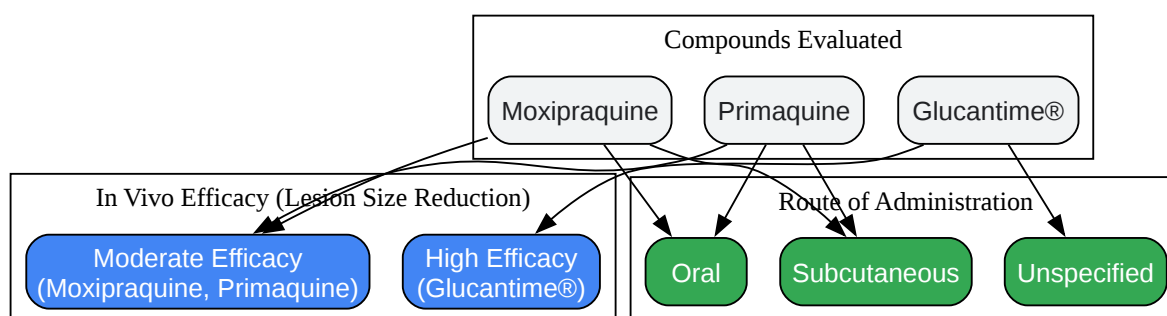 Compounds Evaluated
Moxipraquine
Primaquine
Glucantime®
In Vivo Efficacy (Lesion Size Reduction)
Moderate Efficacy
(Moxipraquine, Primaquine)
High Efficacy
(Glucantime®)
Route of Administration
Oral
Subcutaneous
Unspecified